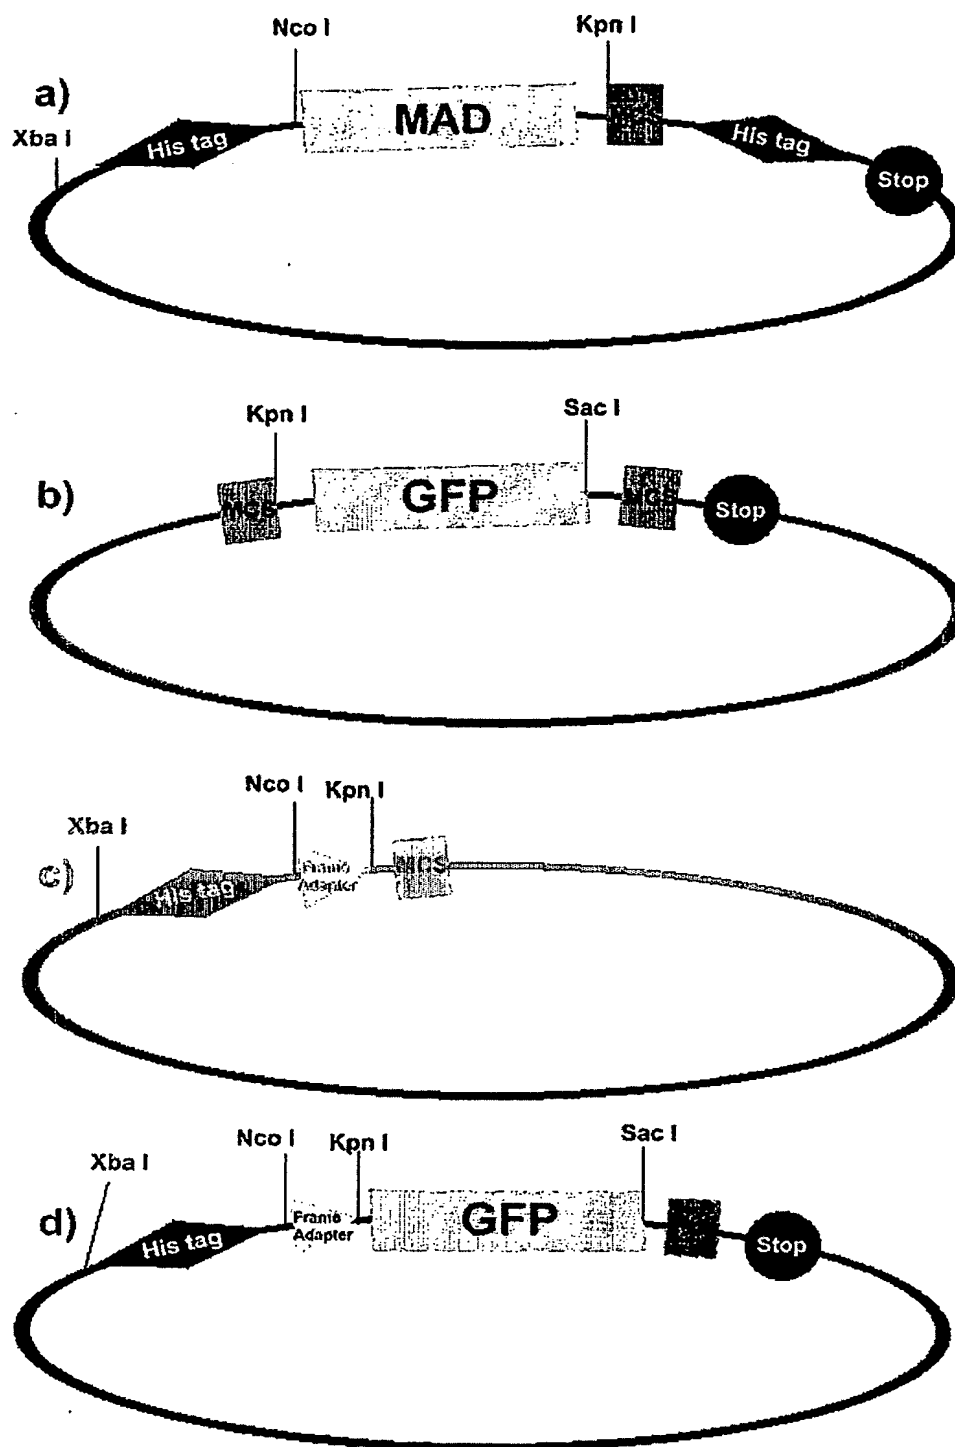 Nco I
Kpn I
a)
MAD
Xba I
His tag
His tag
Stop
Kpn I
Sac I
b)
MCS
GFP
MCS
Stop
Nco I
Kpn I
Xba I
c)
His tag
Frame
Adapter
MCS
Nco I
Kpn I
Sac I
Xba I
d)
His tag
Frame
Adapter
GFP
Stop